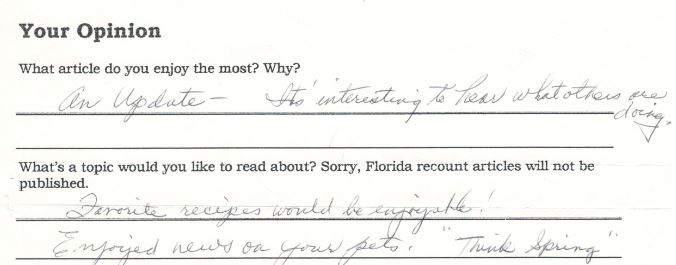 Your Opinion
What article do you enjoy the most? Why?
An Update - Its' interesting to hear what others are
doing.
What's a topic would you like to read about? Sorry, Florida recount articles will not be
published.
Favorite recipes would be enjoyable!
Enjoyed news on your pets. "Think Spring"